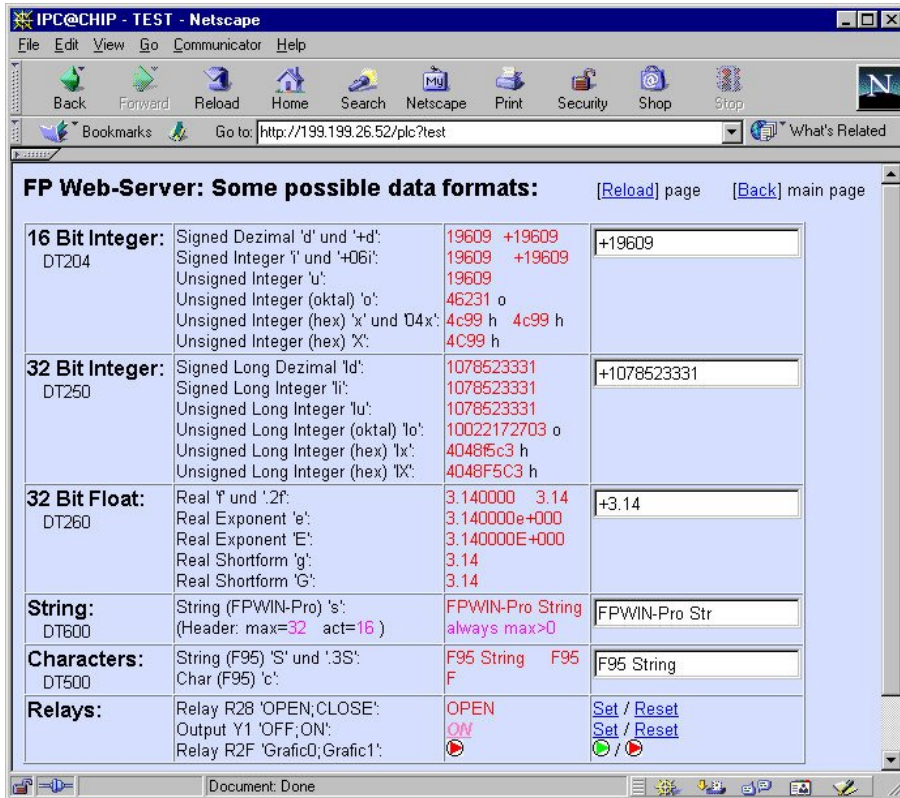 IPC@CHIP - TEST - Netscape
File Edit View Go Communicator Help
Back Forward Reload Home Search Netscape Print Security Shop Stop
My
N
Bookmarks Go to: http://199.199.26.52/plc?test What's Related
FP Web-Server: Some possible data formats: [Reload] page [Back] main page
16 Bit Integer: Signed Dezimal 'd' und '+d': 19609 +19609 +19609
DT204 Signed Integer 'i' und '+06i': 19609 +19609
Unsigned Integer 'u': 19609
Unsigned Integer (oktal) 'o': 46231 o
Unsigned Integer (hex) 'x' und '04x': 4c99 h 4c99 h
Unsigned Integer (hex) 'X': 4C99 h
32 Bit Integer: Signed Long Dezimal 'ld': 1078523331 +1078523331
DT250 Signed Long Integer 'li': 1078523331
Unsigned Long Integer 'lu': 1078523331
Unsigned Long Integer (oktal) 'lo': 10022172703 o
Unsigned Long Integer (hex) 'lx': 4048f5c3 h
Unsigned Long Integer (hex) 'lX': 4048F5C3 h
32 Bit Float: Real 'f' und '.2f': 3.140000 3.14 +3.14
DT260 Real Exponent 'e': 3.140000e+000
Real Exponent 'E': 3.140000E+000
Real Shortform 'g': 3.14
Real Shortform 'G': 3.14
String: String (FPWIN-Pro) 's': FPWIN-Pro String FPWIN-Pro Str
DT600 (Header: max=32 act=16 ) always max>0
Characters: String (F95) 'S' und '.3S': F95 String F95 F95 String
DT500 Char (F95) 'c': F
Relays: Relay R28 'OPEN;CLOSE': OPEN Set / Reset
Output Y1 'OFF;ON': ON Set / Reset
Relay R2F 'Grafic0;Grafic1': /
Document: Done